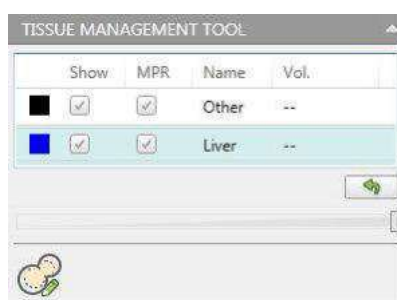 TISSUE MANAGEMENT TOOL
Show MPR Name Vol.
Other --
Liver --